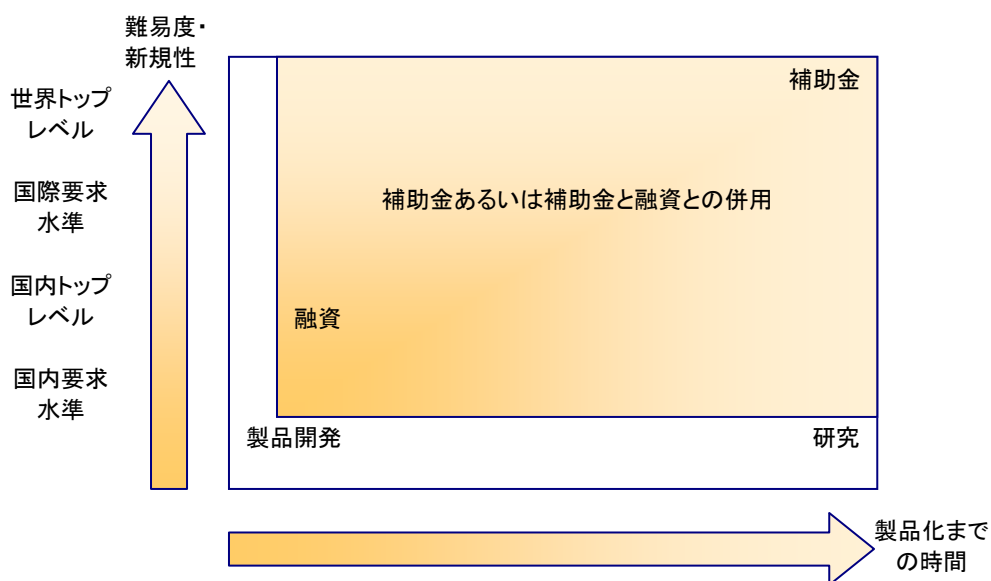 難易度・
新規性
世界トップ
レベル
国際要求
水準
国内トップ
レベル
国内要求
水準
補助金
補助金あるいは補助金と融資との併用
融資
製品開発
研究
製品化まで
の時間